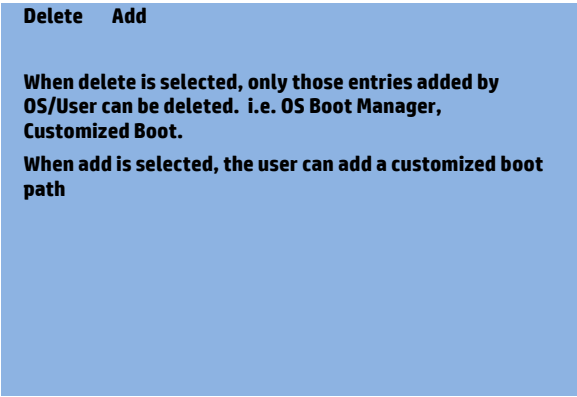 Delete Add
When delete is selected, only those entries added by
OS/User can be deleted. i.e. OS Boot Manager,
Customized Boot.
When add is selected, the user can add a customized boot
path